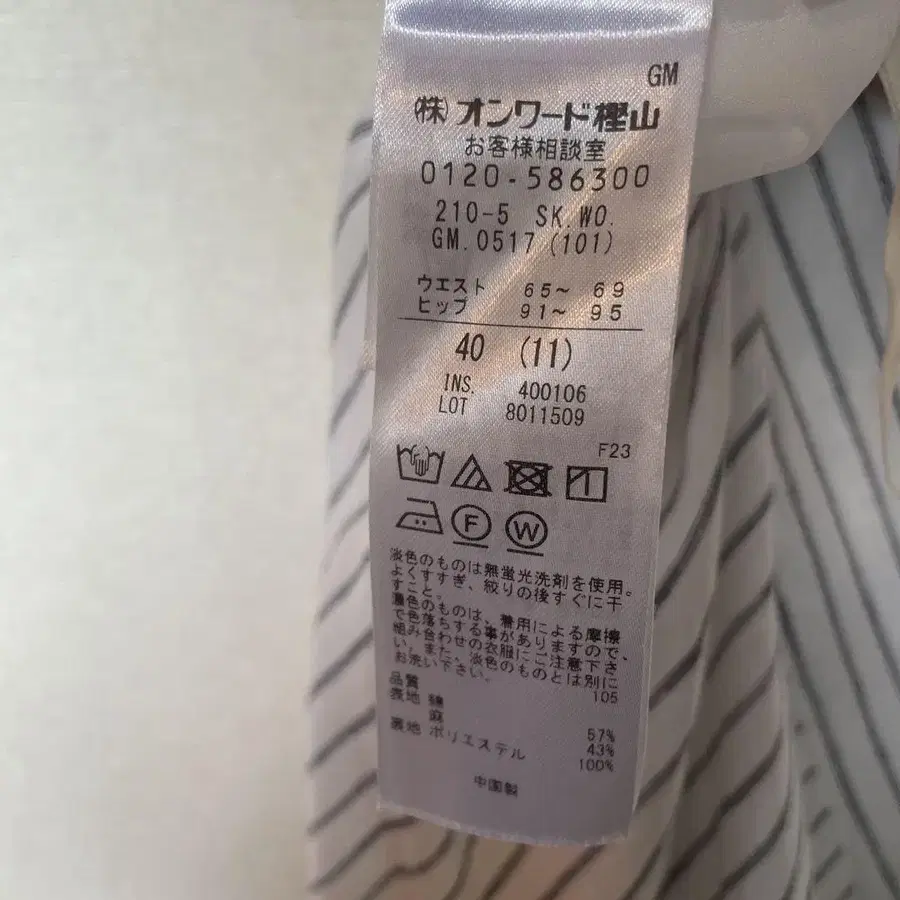 GM
(株)オンワード樫山
お客様相談室
0120-586300
210-5 SK.WO.
GM.0517(101)
ウエスト 65~ 69
ヒップ 91~ 95
40 (11)
INS. 400106
LOT 8011509
F23
F W
淡色のものは無蛍光洗剤を使用。
よくすすぎ、絞りの後すぐに干
すこと。
濃色のものは、着用による摩擦
で色落ちする事がありますので、
組み合わせの衣服にご注意下さ
い。また、淡色のものとは別に
お洗い下さい。
105
品質
表地 綿 57%
麻 43%
裏地 ポリエステル 100%
中国製